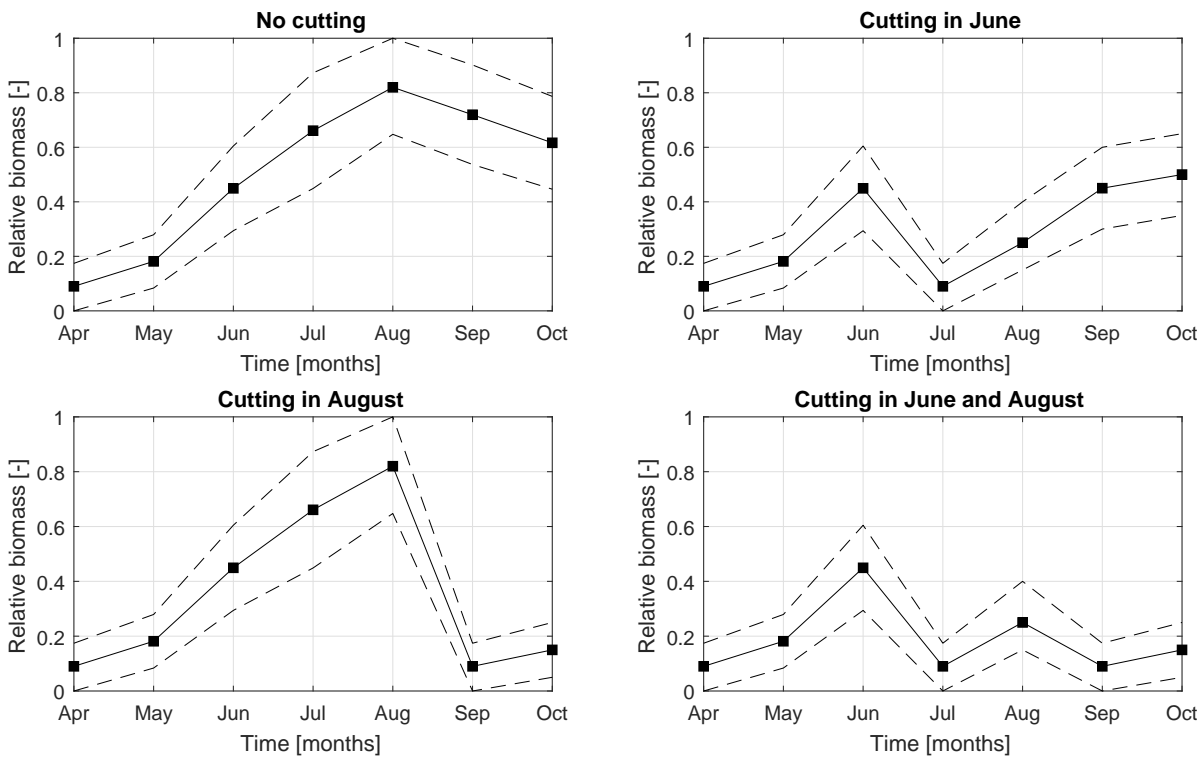 No cutting
Relative biomass [-]
1
0.8
0.6
0.4
0.2
0
Apr May Jun Jul Aug Sep Oct
Time [months]
Cutting in June
Relative biomass [-]
1
0.8
0.6
0.4
0.2
0
Apr May Jun Jul Aug Sep Oct
Time [months]
Cutting in August
Relative biomass [-]
1
0.8
0.6
0.4
0.2
0
Apr May Jun Jul Aug Sep Oct
Time [months]
Cutting in June and August
Relative biomass [-]
1
0.8
0.6
0.4
0.2
0
Apr May Jun Jul Aug Sep Oct
Time [months]